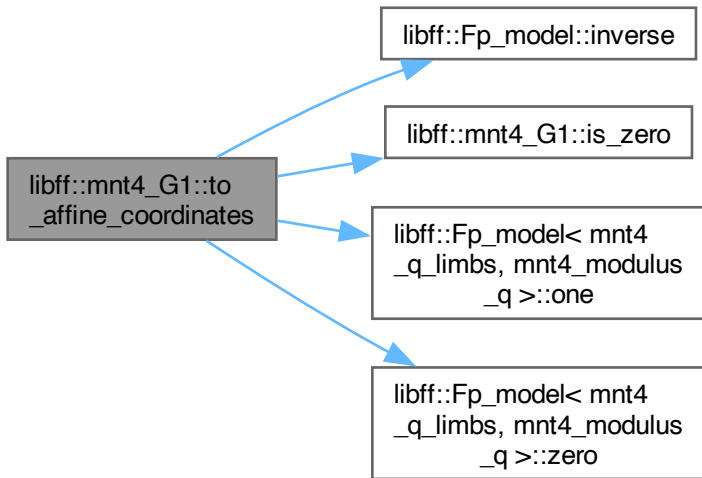 libff::Fp_model::inverse
libff::mnt4_G1::is_zero
libff::mnt4_G1::to
_affine_coordinates
libff::Fp_model< mnt4
_q_limbs, mnt4_modulus
_q >::one
libff::Fp_model< mnt4
_q_limbs, mnt4_modulus
_q >::zero